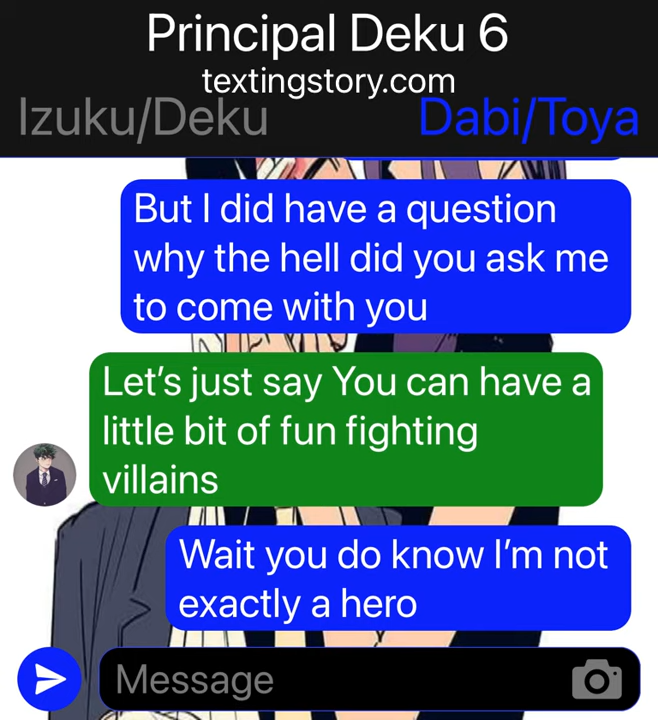 Principal Deku 6
textingstory.com
Izuku/Deku
Dabi/Toya
But I did have a question
why the hell did you ask me
to come with you
Let's just say You can have a
little bit of fun fighting
villains
Wait you do know I'm not
exactly a hero
Message